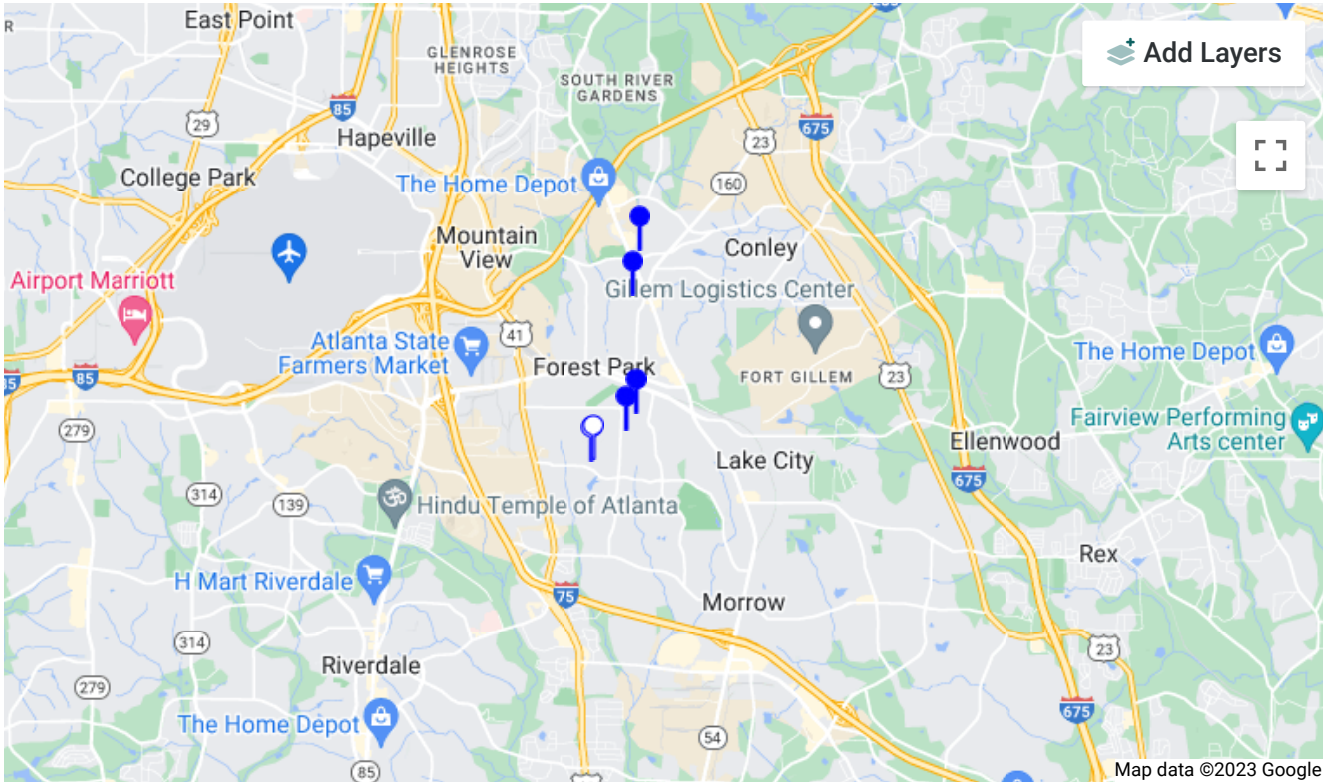 East Point
R
GLENROSE
HEIGHTS
285
Add Layers
SOUTH RIVER
GARDENS
85
29
Hapeville
675
23
College Park
The Home Depot
160
Mountain
View
Conley
Airport Marriott
Gillem Logistics Center
41
Atlanta State
Farmers Market
The Home Depot
Forest Park
85
85
FORT GILLEM
23
279
Fairview Performing
Arts center
Ellenwood
Lake City
675
314
139
Hindu Temple of Atlanta
Rex
H Mart Riverdale
75
Morrow
314
23
Riverdale
279
675
The Home Depot
54
85
Map data ©2023 Google